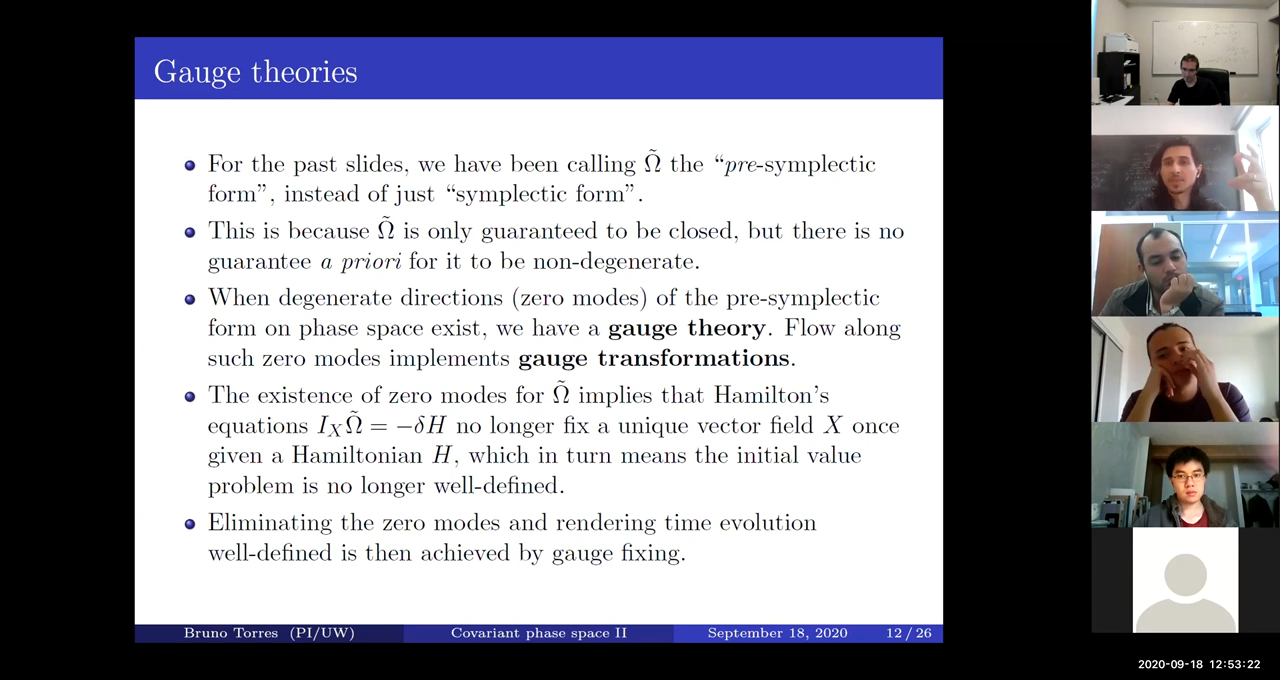 Gauge theories
For the past slides, we have been calling Ω̃ the “pre-symplectic
form”, instead of just “symplectic form”.
This is because Ω̃ is only guaranteed to be closed, but there is no
guarantee a priori for it to be non-degenerate.
When degenerate directions (zero modes) of the pre-symplectic
form on phase space exist, we have a gauge theory. Flow along
such zero modes implements gauge transformations.
The existence of zero modes for Ω̃ implies that Hamilton’s
equations I_XΩ̃ = −δH no longer fix a unique vector field X once
given a Hamiltonian H, which in turn means the initial value
problem is no longer well-defined.
Eliminating the zero modes and rendering time evolution
well-defined is then achieved by gauge fixing.
Bruno Torres (PI/UW) Covariant phase space II September 18, 2020 12 / 26
2020-09-18 12:53:22